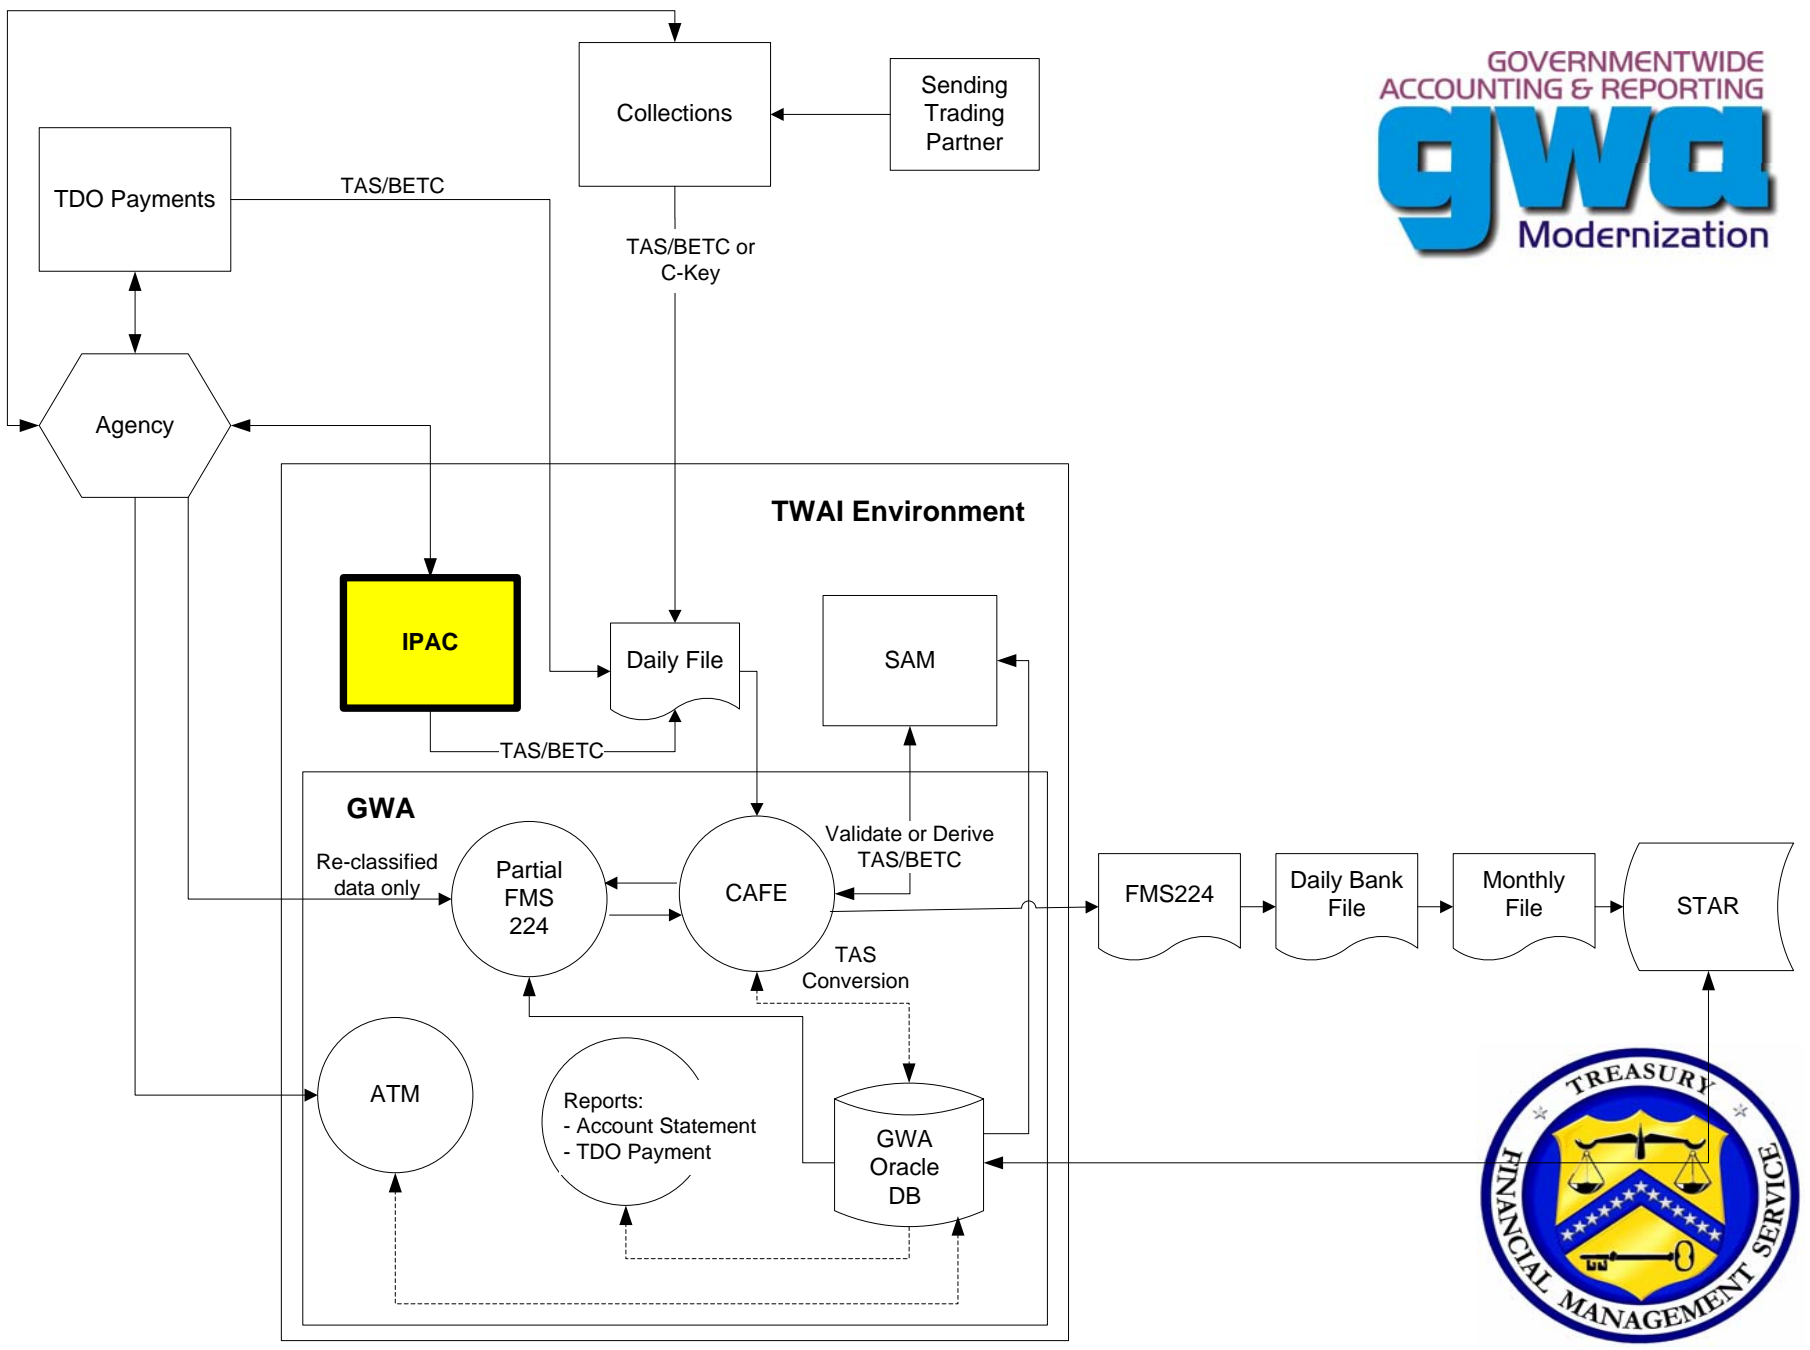 GOVERNMENTWIDE
ACCOUNTING & REPORTING
gwa
Modernization
Collections
Sending
Trading
Partner
TDO Payments
TAS/BETC
TAS/BETC or
C-Key
Agency
TWAI Environment
IPAC
Daily File
SAM
TAS/BETC
GWA
Validate or Derive
TAS/BETC
Re-classified
data only
Partial
FMS
224
CAFE
FMS224
Daily Bank
File
Monthly
File
STAR
TAS
Conversion
ATM
Reports:
- Account Statement
- TDO Payment
GWA
Oracle
DB
TREASURY
FINANCIAL MANAGEMENT SERVICE